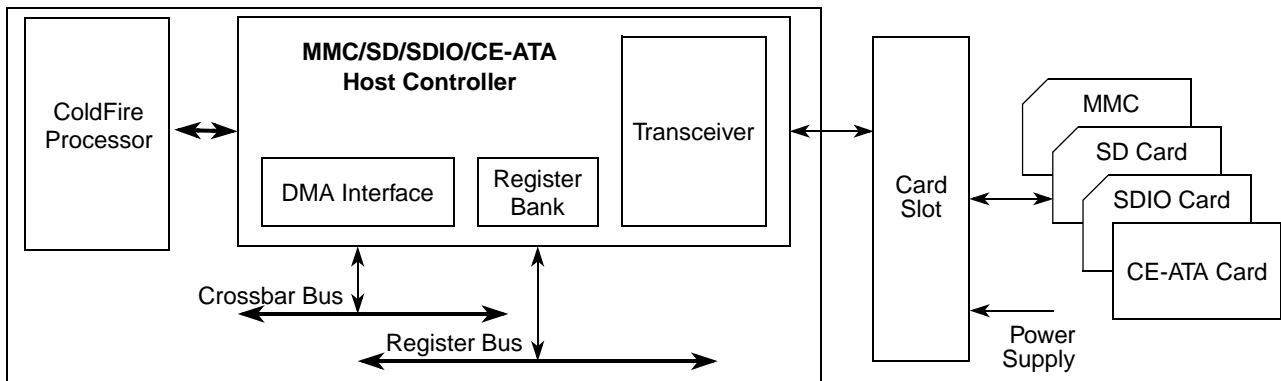 MMC/SD/SDIO/CE-ATA
Host Controller
ColdFire
Processor
Transceiver
DMA Interface
Register
Bank
Crossbar Bus
Register Bus
Card
Slot
MMC
SD Card
SDIO Card
CE-ATA Card
Power
Supply